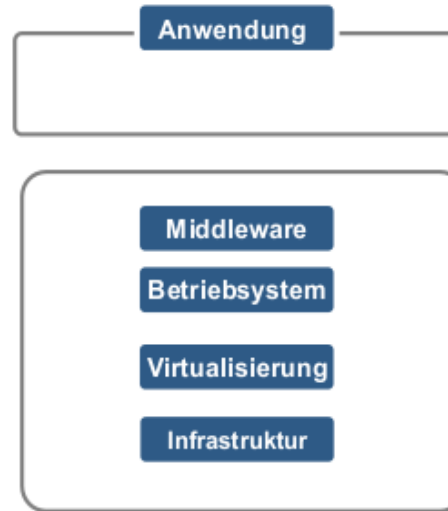 Anwendung
Middleware
Betriebsystem
Virtualisierung
Infrastruktur